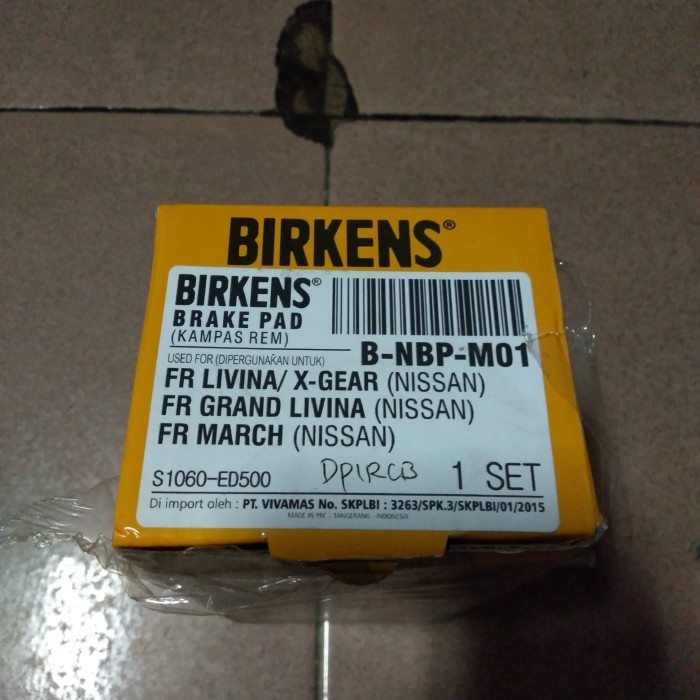 BIRKENS®
BIRKENS®
BRAKE PAD
(KAMPAS REM)
USED FOR (DIPERGUNAKAN UNTUK)
B-NBP-M01
FR LIVINA/ X-GEAR (NISSAN)
FR GRAND LIVINA (NISSAN)
FR MARCH (NISSAN)
S1060-ED500 DPIRCB 1 SET
Di import oleh : PT. VIVAMAS No. SKPLBI : 3263/SPK.3/SKPLBI/01/2015
MADE IN PRC : TANGERANG - INDONESIA